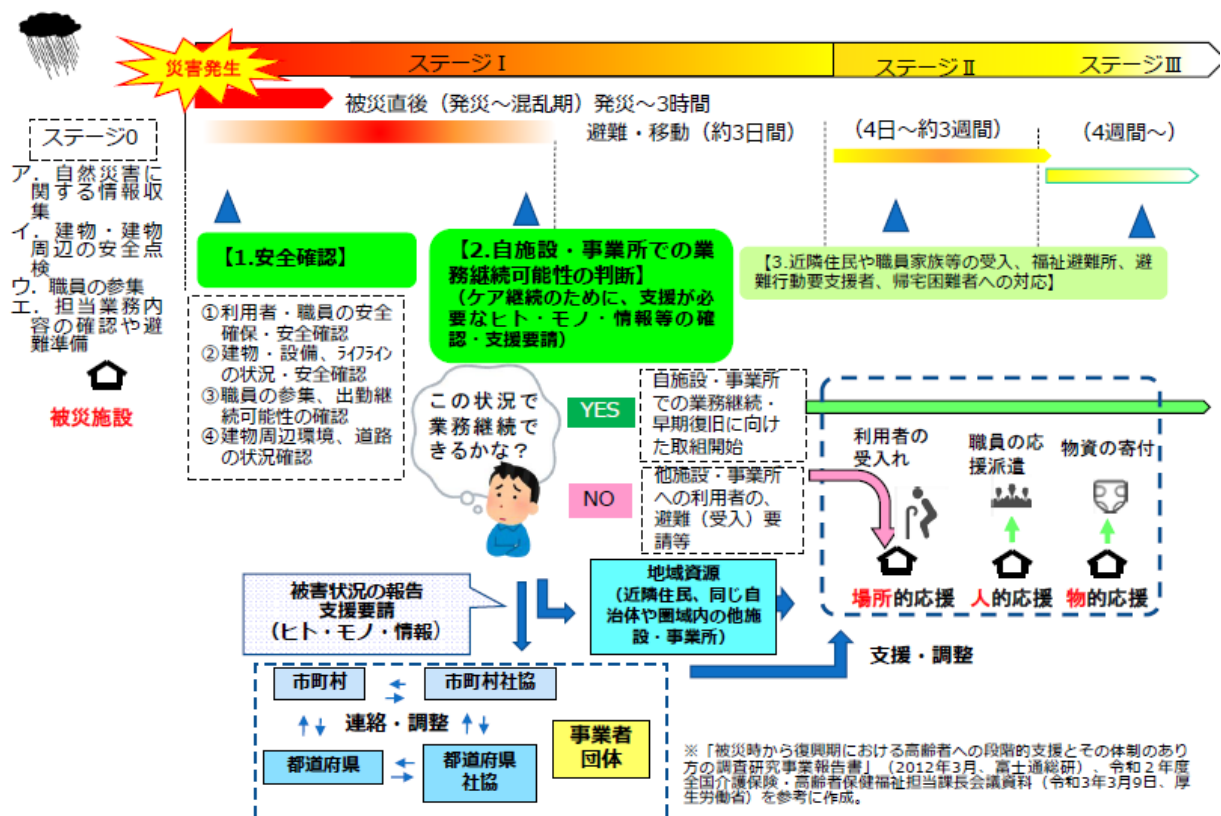 災害発生
ステージⅠ
ステージⅡ
ステージⅢ
被災直後（発災～混乱期）発災～3時間
避難・移動（約3日間）
（4日～約3週間）
（4週間～）
ステージ0
ア．自然災害に
関する情報収
集
イ．建物・建物
周辺の安全点
検
ウ．職員の参集
エ．担当業務内
容の確認や避
難準備
被災施設
【1.安全確認】
①利用者・職員の安全
確保・安全確認
②建物・設備、ﾗｲﾌﾗｲﾝ
の状況・安全確認
③職員の参集、出勤継
続可能性の確認
④建物周辺環境、道路
の状況確認
【2.自施設・事業所での業
務継続可能性の判断】
（ケア継続のために、支援が必
要なヒト・モノ・情報等の確
認・支援要請）
【3.近隣住民や職員家族等の受入、福祉避難所、避
難行動要支援者、帰宅困難者への対応】
この状況で
業務継続で
きるかな？
YES
自施設・事業所
での業務継続・
早期復旧に向け
た取組開始
NO
他施設・事業所
への利用者の、
避難（受入）要
請等
利用者の
受入れ
職員の応
援派遣
物資の寄付
場所的応援
人的応援
物的応援
被害状況の報告
支援要請
（ヒト・モノ・情報）
地域資源
（近隣住民、同じ自
治体や圏域内の他施
設・事業所）
支援・調整
市町村
市町村社協
連絡・調整
都道府県
都道府県
社協
事業者
団体
※「被災時から復興期における高齢者への段階的支援とその体制のあり
方の調査研究事業報告書」（2012年3月、富士通総研）、令和２年度
全国介護保険・高齢者保健福祉担当課長会議資料（令和3年3月9日、厚
生労働省）を参考に作成。